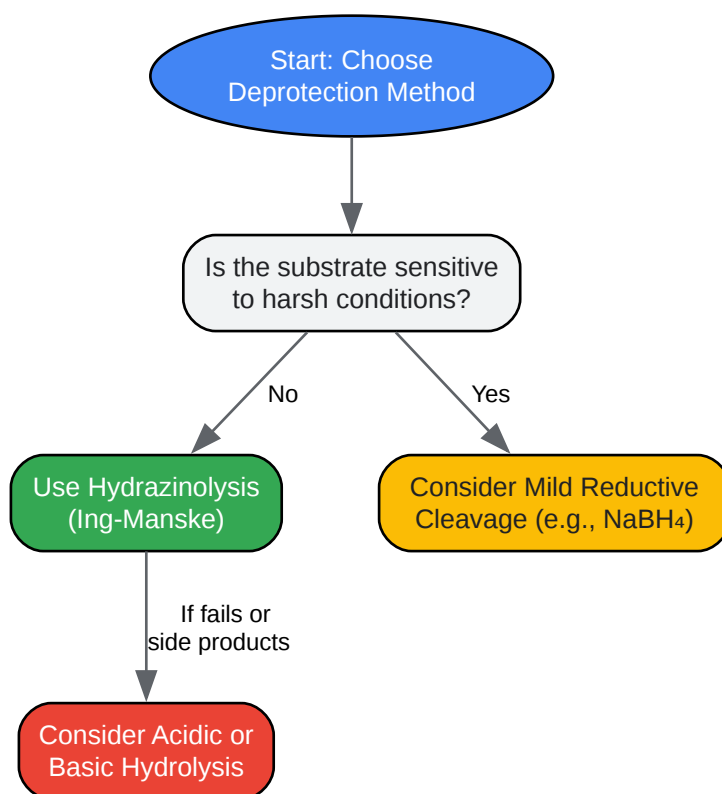 Start: Choose
Deprotection Method
Is the substrate sensitive
to harsh conditions?
No
Yes
Use Hydrazinolysis
(Ing-Manske)
Consider Mild Reductive
Cleavage (e.g., NaBH₄)
If fails or
side products
Consider Acidic or
Basic Hydrolysis